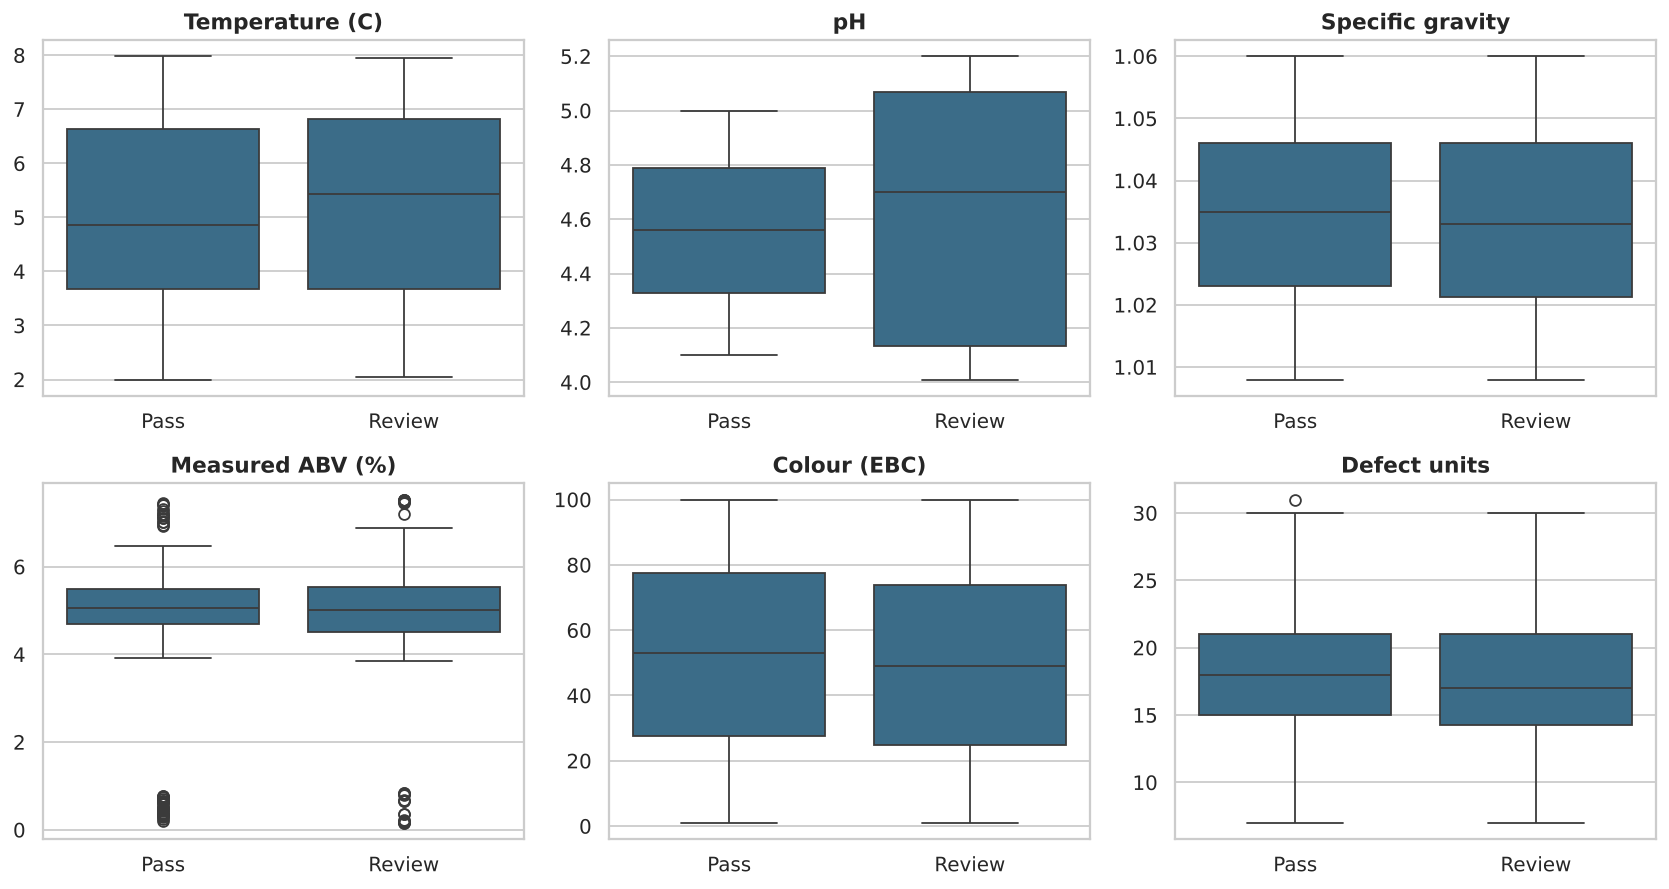 Temperature (C)
8
7
6
5
4
3
2
Pass Review
pH
5.2
5.0
4.8
4.6
4.4
4.2
4.0
Pass Review
Specific gravity
1.06
1.05
1.04
1.03
1.02
1.01
Pass Review
Measured ABV (%)
6
4
2
0
Pass Review
Colour (EBC)
100
80
60
40
20
0
Pass Review
Defect units
30
25
20
15
10
Pass Review